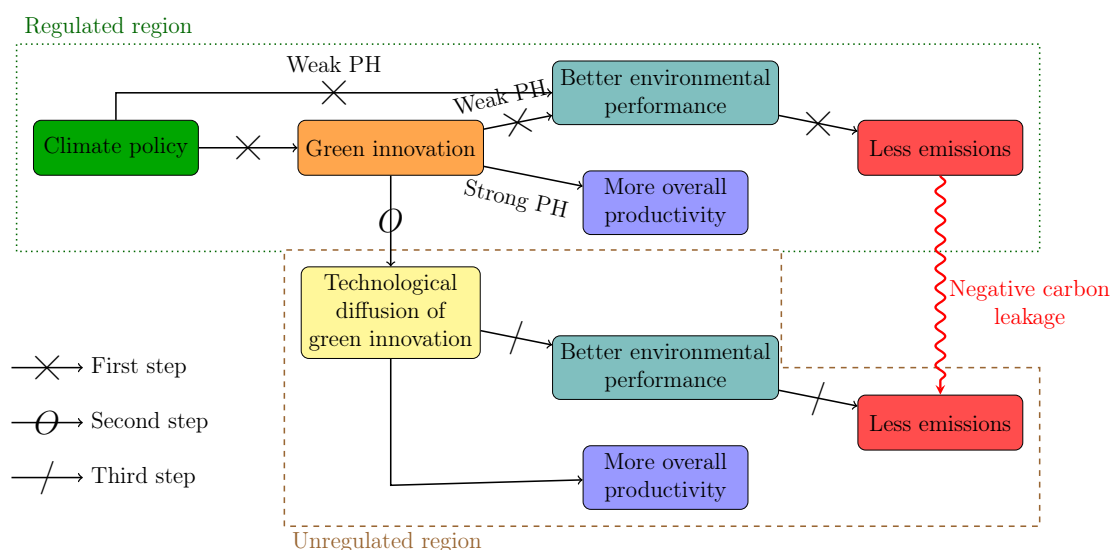 Regulated region
Weak PH
Weak PH
Better environmental
performance
Climate policy
Green innovation
Less emissions
Strong PH
More overall
productivity
O
Technological
diffusion of
green innovation
Negative carbon
leakage
Better environmental
performance
First step
Less emissions
O
Second step
More overall
productivity
Third step
Unregulated region